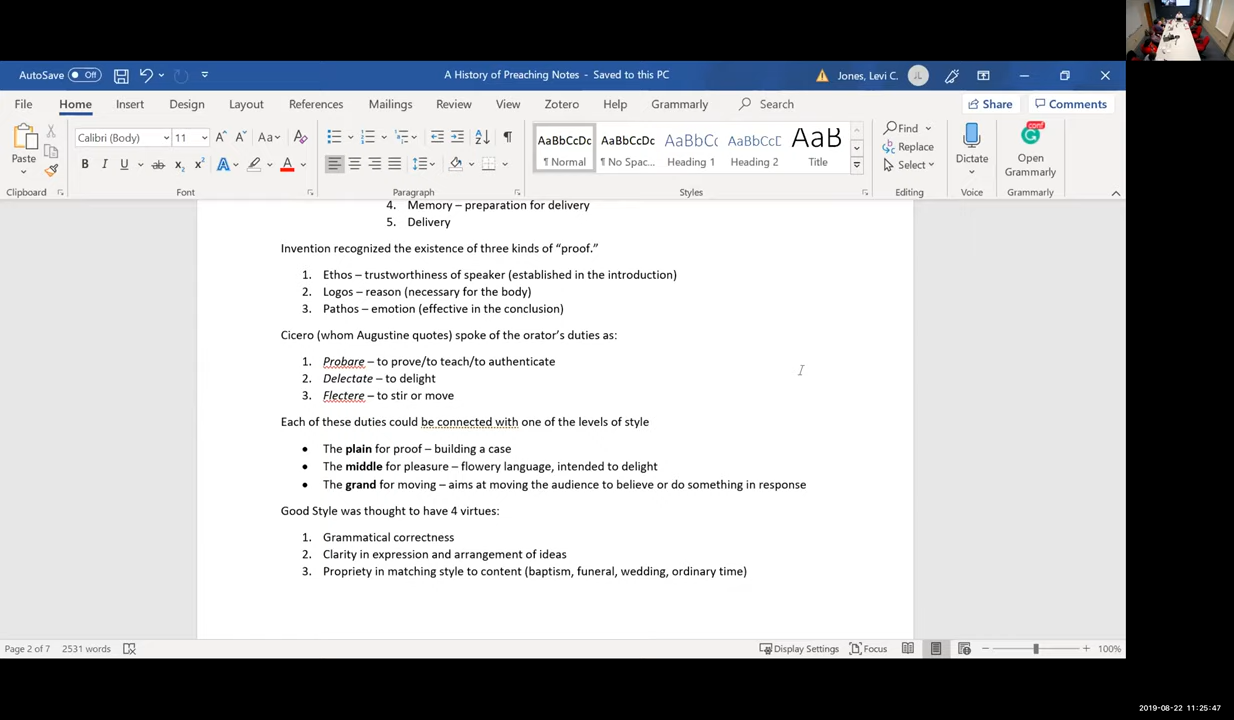 AutoSave Off
A History of Preaching Notes - Saved to this PC
Jones, Levi C. JL
File Home Insert Design Layout References Mailings Review View Zotero Help Grammarly Search Share Comments
Paste
Clipboard
Calibri (Body) 11
Font
Paragraph
AaBbCcDc ¶ Normal
AaBbCcDc ¶ No Spac...
AaBbCc Heading 1
AaBbCcD Heading 2
AaB Title
Styles
Find
Replace
Select
Editing
Dictate
Voice
Open Grammarly
Grammarly
4. Memory – preparation for delivery
5. Delivery
Invention recognized the existence of three kinds of “proof.”
1. Ethos – trustworthiness of speaker (established in the introduction)
2. Logos – reason (necessary for the body)
3. Pathos – emotion (effective in the conclusion)
Cicero (whom Augustine quotes) spoke of the orator’s duties as:
1. Probare – to prove/to teach/to authenticate
2. Delectate – to delight
3. Flectere – to stir or move
Each of these duties could be connected with one of the levels of style
• The plain for proof – building a case
• The middle for pleasure – flowery language, intended to delight
• The grand for moving – aims at moving the audience to believe or do something in response
Good Style was thought to have 4 virtues:
1. Grammatical correctness
2. Clarity in expression and arrangement of ideas
3. Propriety in matching style to content (baptism, funeral, wedding, ordinary time)
Page 2 of 7 2531 words Display Settings Focus 100%
2019-08-22 11:25:47